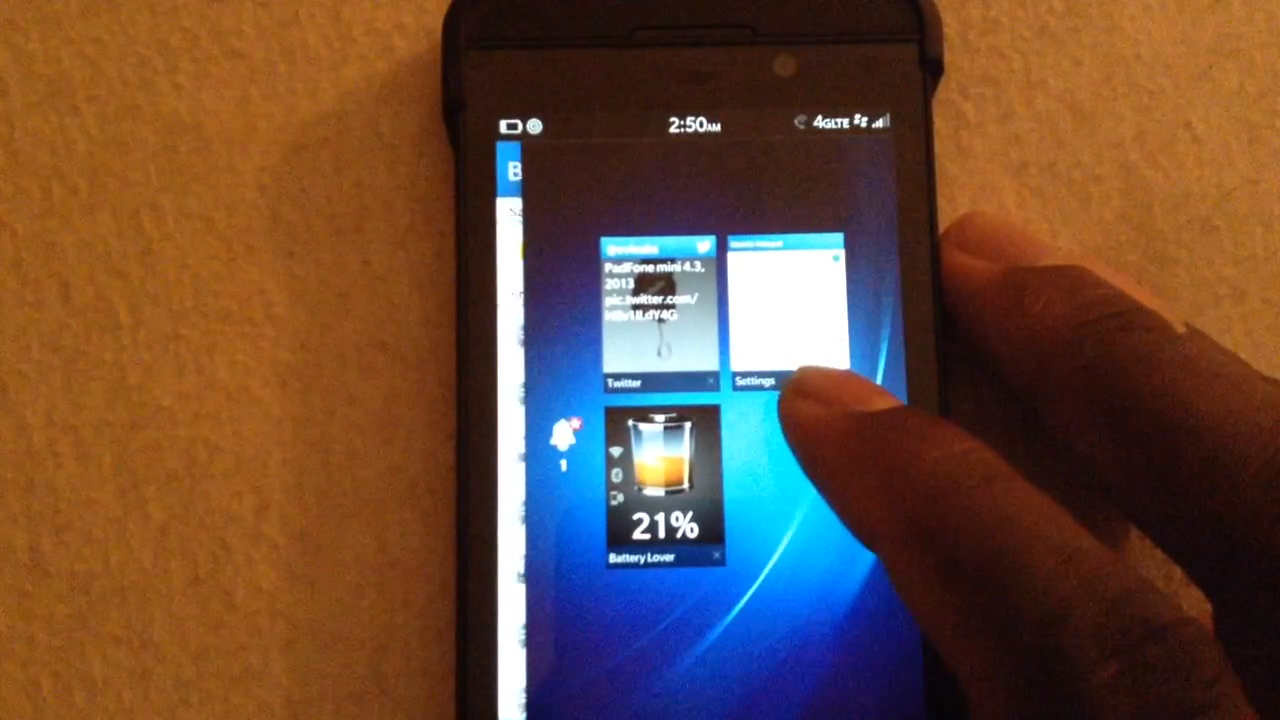 2:50AM
4GLTE
B
PadFone mini 4.3,
2013
pic.twitter.com/
Twitter
Settings
1
21%
Battery Lover